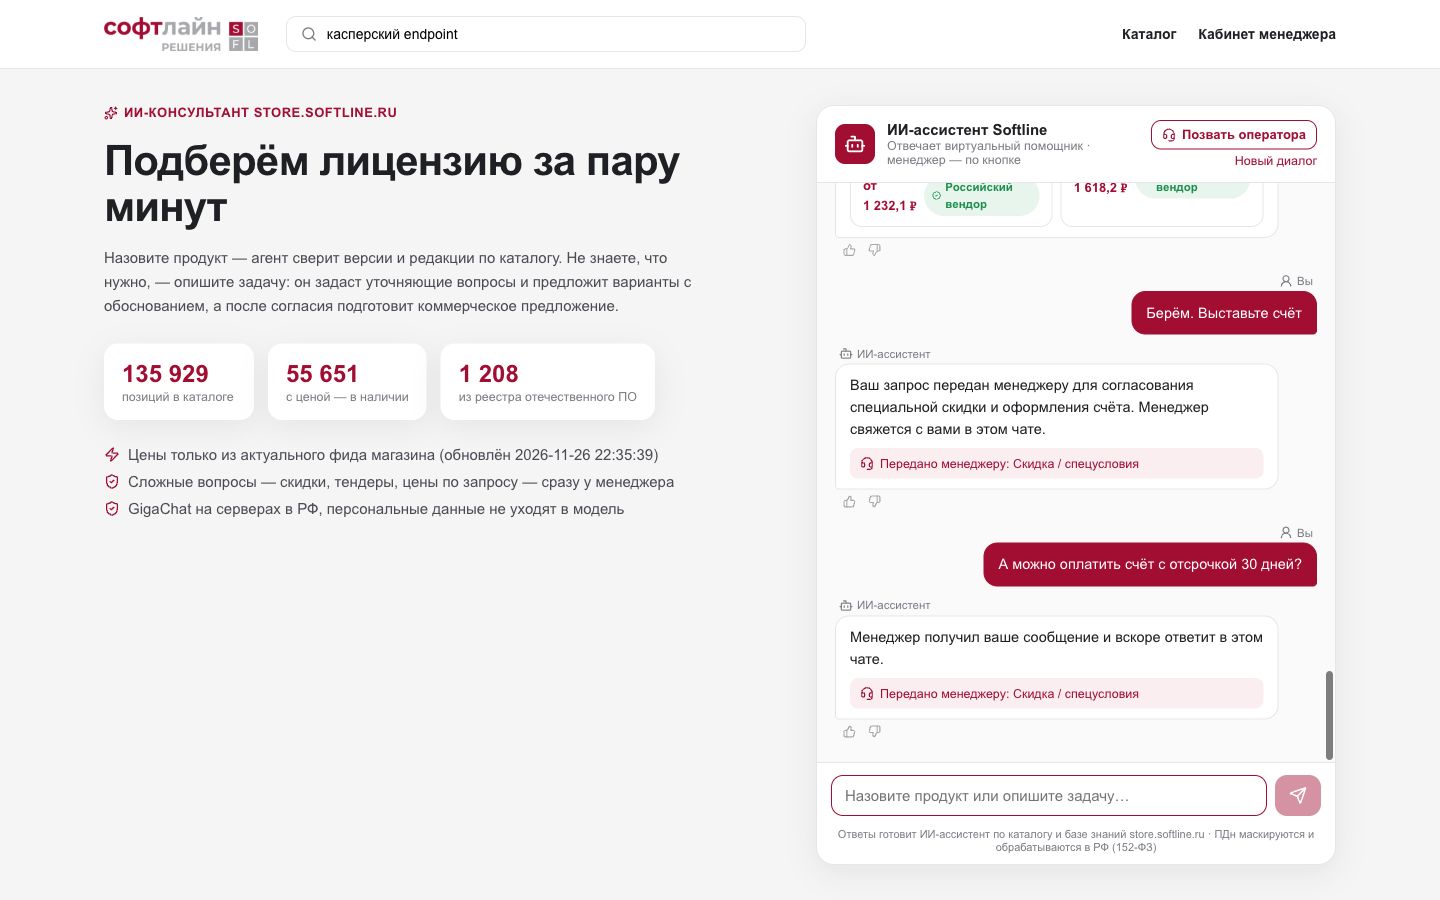 софтлайн
РЕШЕНИЯ
S O
F L
касперский endpoint
Каталог
Кабинет менеджера
ИИ-КОНСУЛЬТАНТ STORE.SOFTLINE.RU
Подберём лицензию за пару
минут
Назовите продукт — агент сверит версии и редакции по каталогу. Не знаете, что
нужно, — опишите задачу: он задаст уточняющие вопросы и предложит варианты с
обоснованием, а после согласия подготовит коммерческое предложение.
135 929
позиций в каталоге
55 651
с ценой — в наличии
1 208
из реестра отечественного ПО
Цены только из актуального фида магазина (обновлён 2026-11-26 22:35:39)
Сложные вопросы — скидки, тендеры, цены по запросу — сразу у менеджера
GigaChat на серверах в РФ, персональные данные не уходят в модель
ИИ-ассистент Softline
Отвечает виртуальный помощник ·
менеджер — по кнопке
Позвать оператора
Новый диалог
от
1 232,1 ₽
Российский
вендор
1 618,2 ₽
вендор
Вы
Берём. Выставьте счёт
ИИ-ассистент
Ваш запрос передан менеджеру для согласования
специальной скидки и оформления счёта. Менеджер
свяжется с вами в этом чате.
Передано менеджеру: Скидка / спецусловия
Вы
А можно оплатить счёт с отсрочкой 30 дней?
ИИ-ассистент
Менеджер получил ваше сообщение и вскоре ответит в этом
чате.
Передано менеджеру: Скидка / спецусловия
Назовите продукт или опишите задачу…
Ответы готовит ИИ-ассистент по каталогу и базе знаний store.softline.ru · ПДн маскируются и
обрабатываются в РФ (152-ФЗ)